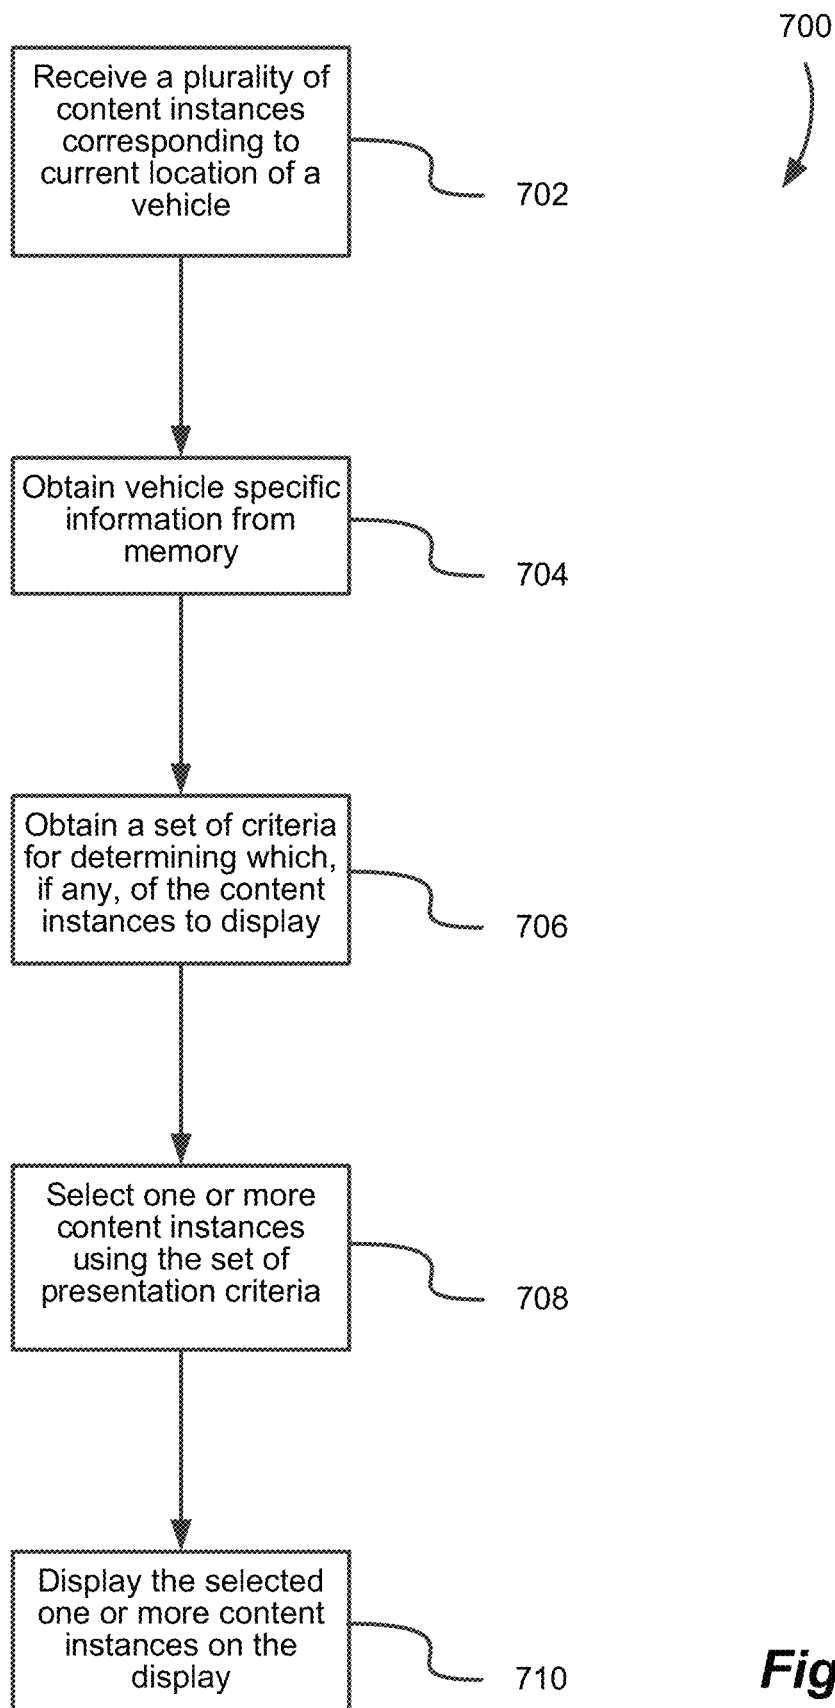 700
Receive a plurality of
content instances
corresponding to
current location of a
vehicle
702
Obtain vehicle specific
information from
memory
704
Obtain a set of criteria
for determining which,
if any, of the content
instances to display
706
Select one or more
content instances
using the set of
presentation criteria
708
Display the selected
one or more content
instances on the
display
710
Fig